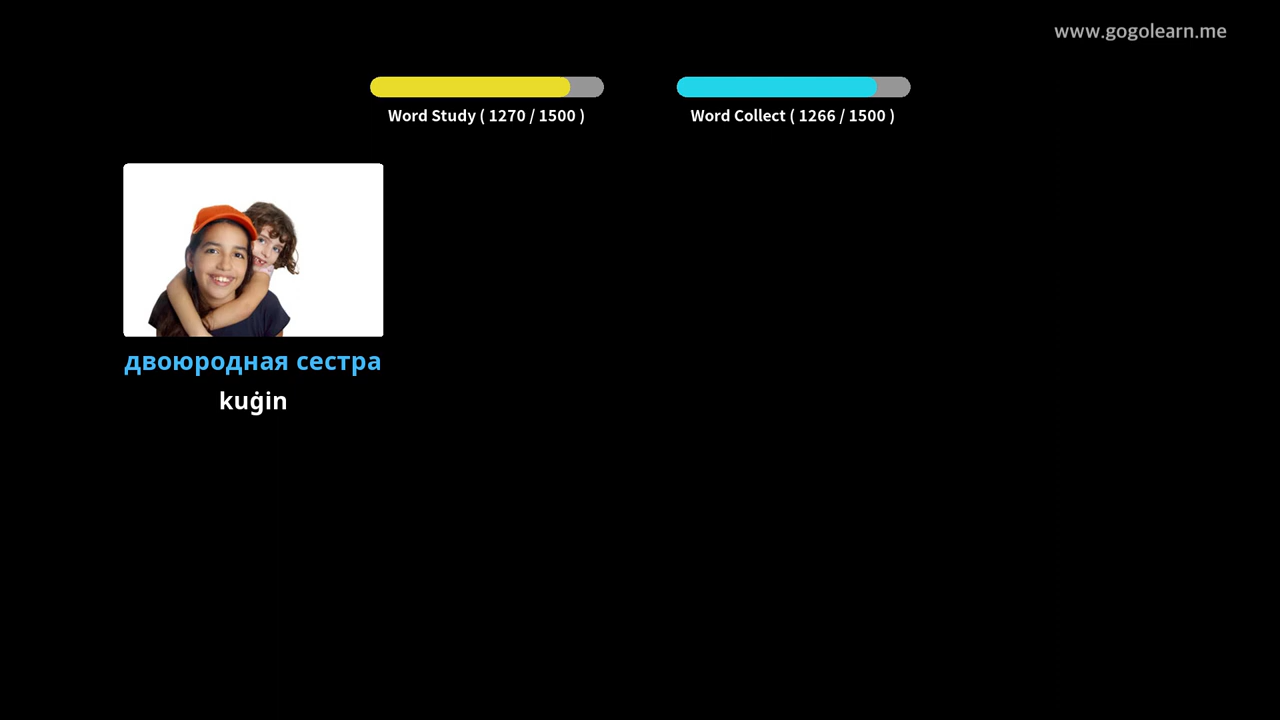 www.gogolearn.me
Word Study ( 1270 / 1500 )
Word Collect ( 1266 / 1500 )
двоюродная сестра
kuġin